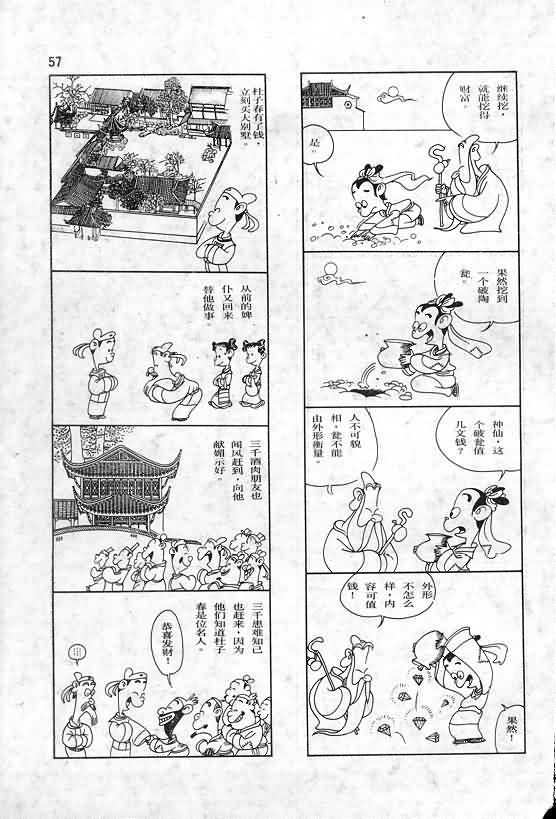 57
继续挖，
就能挖得
财富。
是。
果然挖到
一个破陶
瓮。
神仙，这
个破瓮值
几文钱？
人不可貌
相。瓮不能
由外形衡量。
外形
不怎么
样，内
容可值
钱！
果然！
杜子春有了钱，
立刻买大别墅。
从前的婢
仆又回来
替他做事。
三千酒肉朋友也
闻风赶到，向他
献媚示好。
三千患难知己
也赶来，因为
他们知道杜子
春是位名人。
恭喜发财！